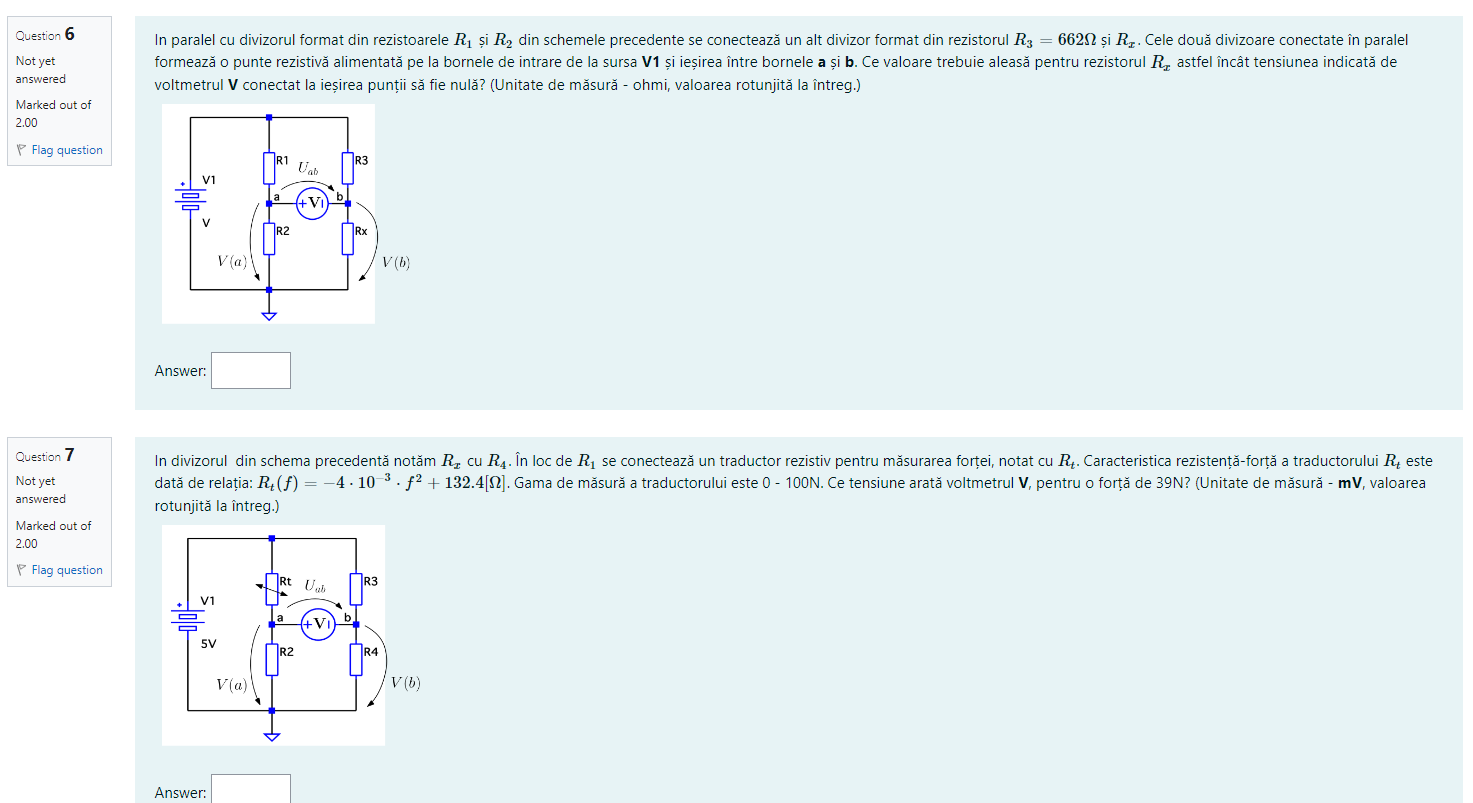 Question 6
Not yet
answered
Marked out of
2.00
Flag question
In paralel cu divizorul format din rezistoarele R₁ și R₂ din schemele precedente se conectează un alt divizor format din rezistorul R₃ = 662Ω și Rₓ. Cele două divizoare conectate în paralel
formează o punte rezistivă alimentată pe la bornele de intrare de la sursa V1 și ieșirea între bornele a și b. Ce valoare trebuie aleasă pentru rezistorul Rₓ astfel încât tensiunea indicată de
voltmetrul V conectat la ieșirea punții să fie nulă? (Unitate de măsură - ohmi, valoarea rotunjită la întreg.)
R1 U_ab R3
V1
+
a +V b
V
R2 Rx
V(a) V(b)
Answer:
Question 7
Not yet
answered
Marked out of
2.00
Flag question
In divizorul din schema precedentă notăm Rₓ cu R₄. În loc de R₁ se conectează un traductor rezistiv pentru măsurarea forței, notat cu Rₜ. Caracteristica rezistență-forță a traductorului Rₜ este
dată de relația: Rₜ(f) = −4 · 10⁻³ · f² + 132.4[Ω]. Gama de măsură a traductorului este 0 - 100N. Ce tensiune arată voltmetrul V, pentru o forță de 39N? (Unitate de măsură - mV, valoarea
rotunjită la întreg.)
Rt U_ab R3
V1
+
a +V b
5V
R2 R4
V(a) V(b)
Answer: